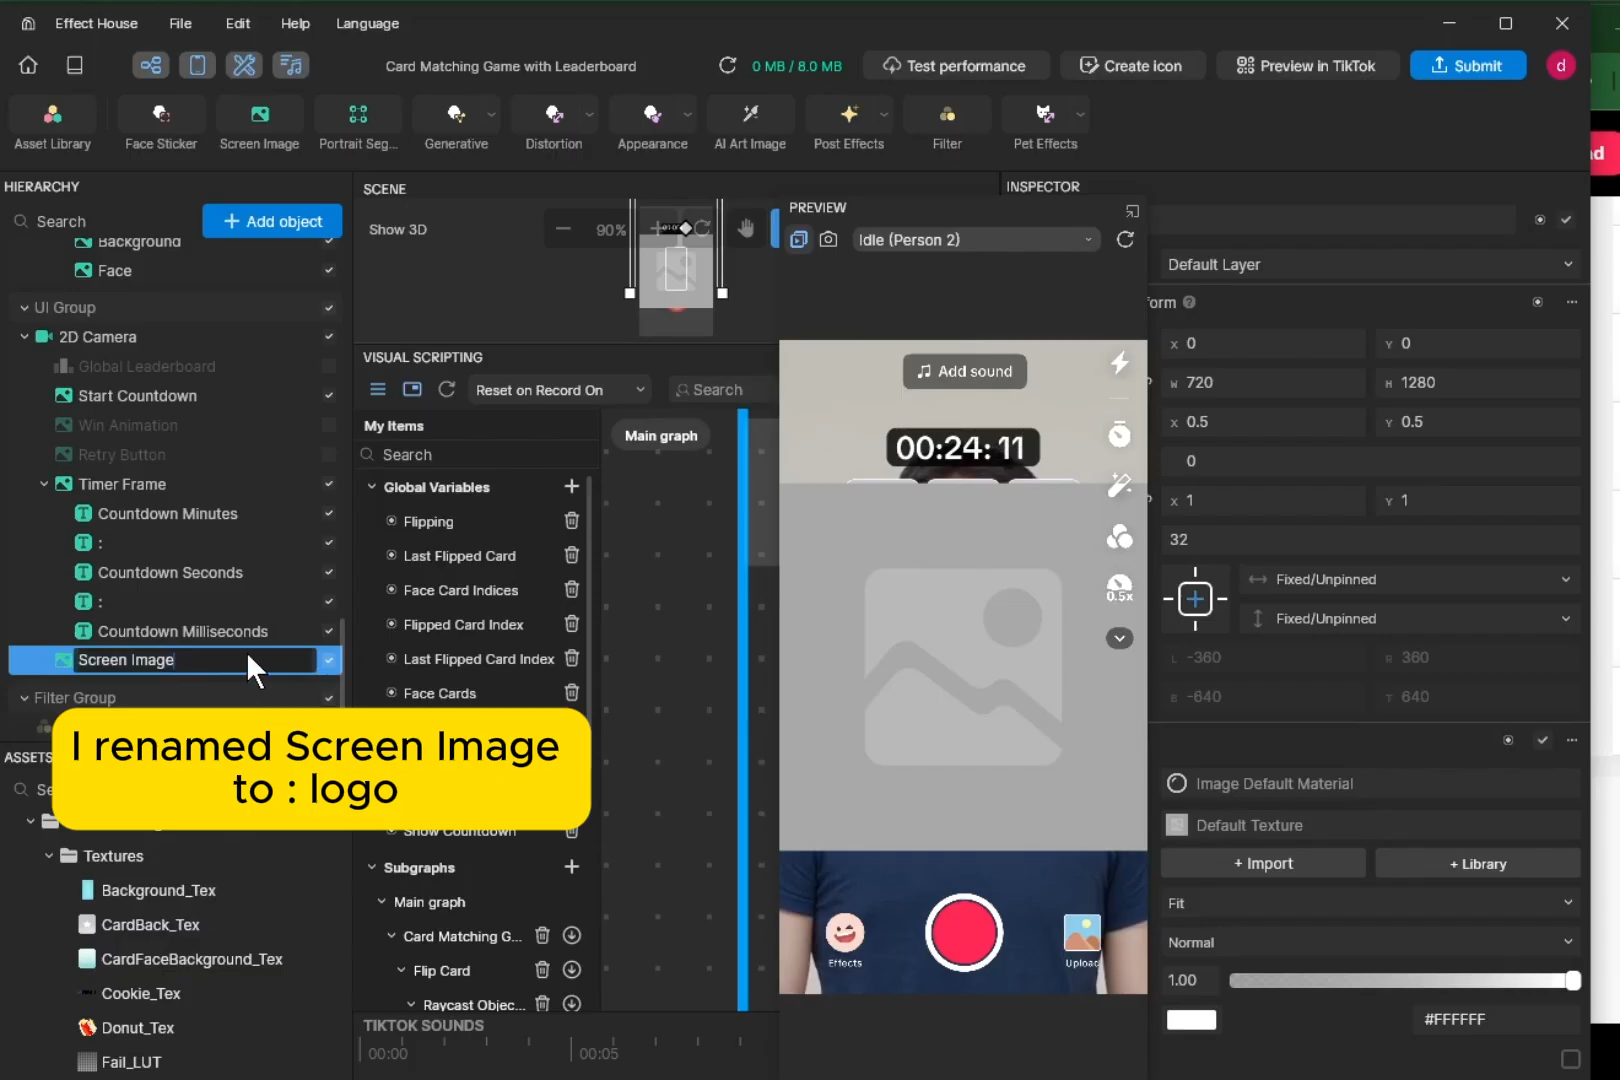 Effect House File Edit Help Language
Card Matching Game with Leaderboard
0 MB / 8.0 MB
Test performance
Create icon
Preview in TikTok
Submit
d
Asset Library
Face Sticker
Screen Image
Portrait Seg...
Generative
Distortion
Appearance
AI Art Image
Post Effects
Filter
Pet Effects
HIERARCHY
Search
Add object
Background
Face
UI Group
2D Camera
Global Leaderboard
Start Countdown
Win Animation
Retry Button
Timer Frame
Countdown Minutes
:
Countdown Seconds
:
Countdown Milliseconds
Screen Image
Filter Group
I renamed Screen Image
to : logo
ASSETS
Se
Textures
Background_Tex
CardBack_Tex
CardFaceBackground_Tex
Cookie_Tex
Donut_Tex
Fail_LUT
SCENE
Show 3D
90%
VISUAL SCRIPTING
Reset on Record On
Search
My Items
Search
Main graph
Global Variables
Flipping
Last Flipped Card
Face Card Indices
Flipped Card Index
Last Flipped Card Index
Face Cards
Show Countdown
Subgraphs
Main graph
Card Matching G...
Flip Card
Raycast Objec...
TIKTOK SOUNDS
00:00
00:05
PREVIEW
Idle (Person 2)
Add sound
00:24: 11
0.5x
Effects
Upload
INSPECTOR
Default Layer
orm
X 0
Y 0
W 720
H 1280
X 0.5
Y 0.5
0
X 1
Y 1
32
Fixed/Unpinned
Fixed/Unpinned
L -360
R 360
B -640
T 640
Image Default Material
Default Texture
+ Import
+ Library
Fit
Normal
1.00
#FFFFFF